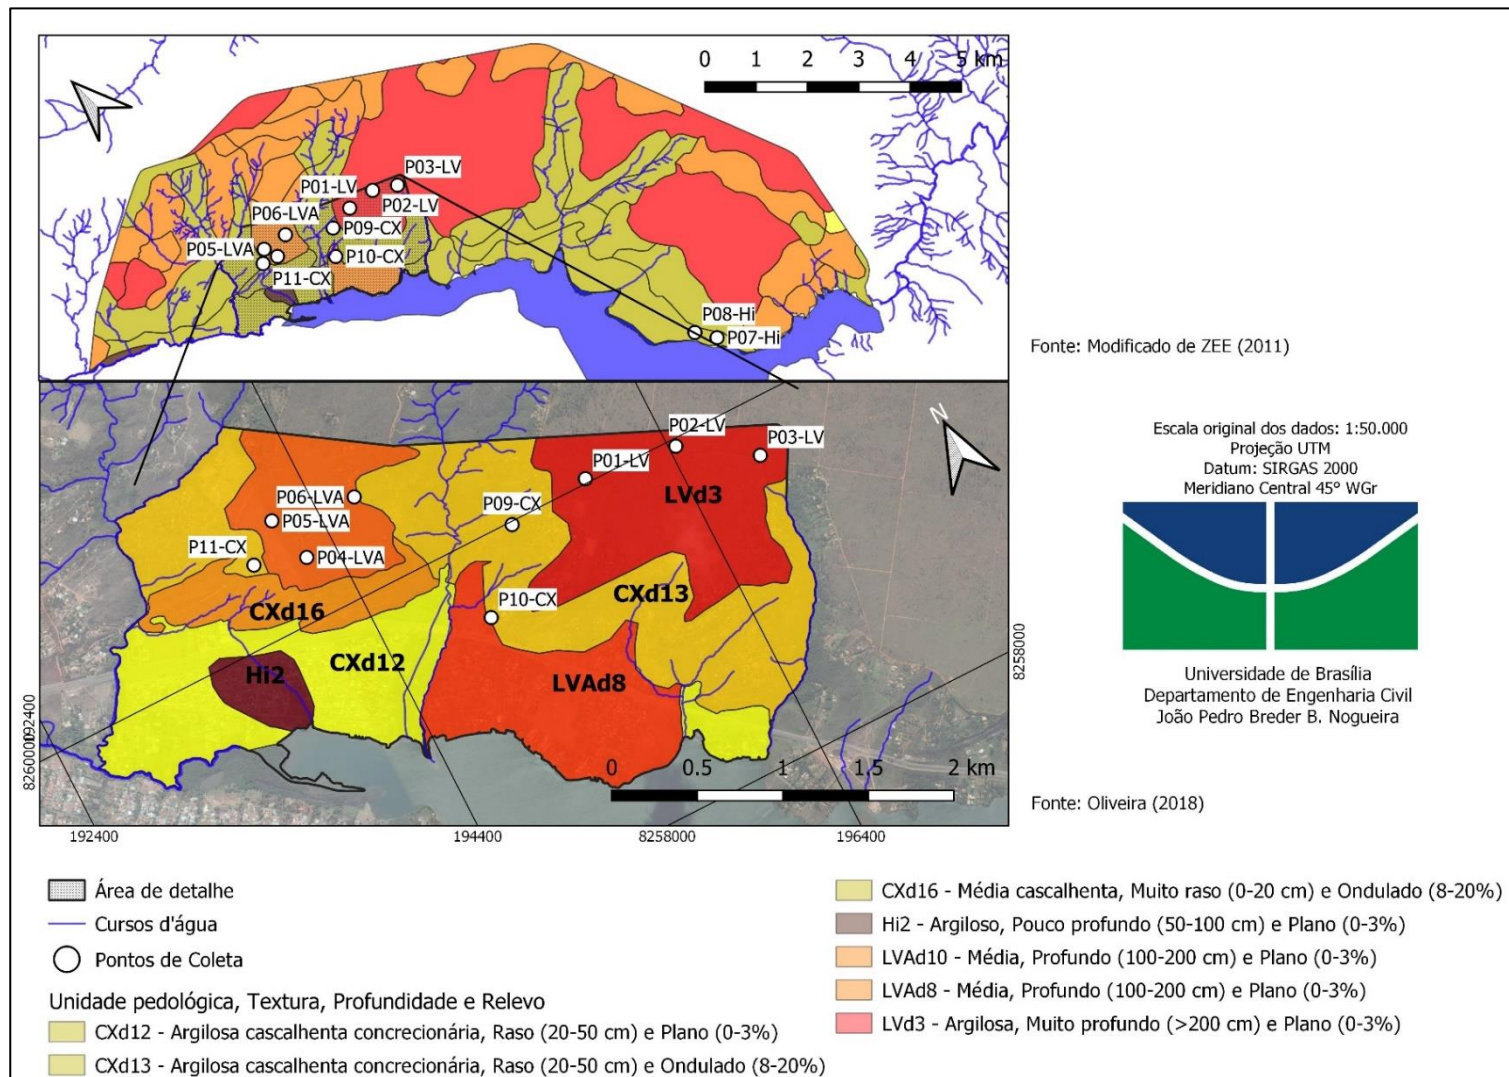 0 1 2 3 4 5 km
P03-LV
P01-LV
P02-LV
P06-LVA
P09-CX
P05-LVA
P10-CX
P11-CX
P08-Hi
P07-Hi
Fonte: Modificado de ZEE (2011)
N
P02-LV
P03-LV
P01-LV
LVd3
P06-LVA
P09-CX
P05-LVA
P11-CX
P04-LVA
CXd13
CXd16
P10-CX
CXd12
Hi2
LVAd8
0 0.5 1 1.5 2 km
8260000
192400
8258000
192400
194400
8258000
196400
Escala original dos dados: 1:50.000
Projeção UTM
Datum: SIRGAS 2000
Meridiano Central 45° WGr
Universidade de Brasília
Departamento de Engenharia Civil
João Pedro Breder B. Nogueira
Fonte: Oliveira (2018)
Área de detalhe
Cursos d'água
Pontos de Coleta
Unidade pedológica, Textura, Profundidade e Relevo
CXd12 - Argilosa cascalhenta concrecionária, Raso (20-50 cm) e Plano (0-3%)
CXd13 - Argilosa cascalhenta concrecionária, Raso (20-50 cm) e Ondulado (8-20%)
CXd16 - Média cascalhenta, Muito raso (0-20 cm) e Ondulado (8-20%)
Hi2 - Argiloso, Pouco profundo (50-100 cm) e Plano (0-3%)
LVAd10 - Média, Profundo (100-200 cm) e Plano (0-3%)
LVAd8 - Média, Profundo (100-200 cm) e Plano (0-3%)
LVd3 - Argilosa, Muito profundo (>200 cm) e Plano (0-3%)